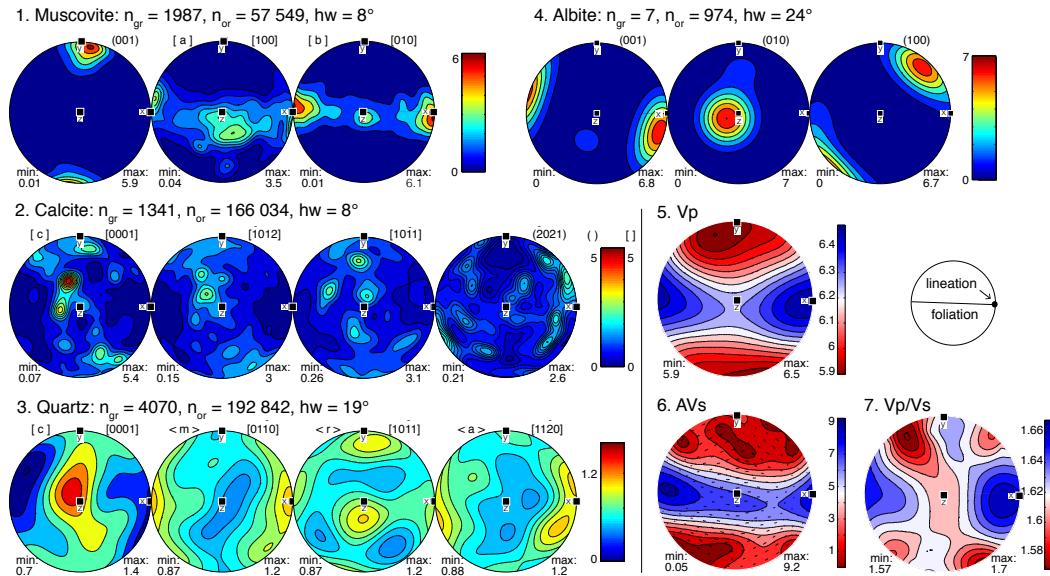 1. Muscovite: n_gr = 1987, n_or = 57 549, hw = 8°
(001) [ a ] [100] [ b ] [010]
6
0
y y y
x x
z z z
min: 0.01 max: 5.9
min: 0.04 max: 3.5
min: 0.01 max: 6.1
4. Albite: n_gr = 7, n_or = 974, hw = 24°
(001) (010) (100)
7
0
y y y
x
z z z
min: 0 max: 6.8
min: 0 max: 7
min: 0 max: 6.7
2. Calcite: n_gr = 1341, n_or = 166 034, hw = 8°
[ c ] [0001] [1012] [1011] (2021) ( ) [ ]
5 5
0 0
y y y y
x x
z z z z
min: 0.07 max: 5.4
min: 0.15 max: 3
min: 0.26 max: 3.1
min: 0.21 max: 2.6
3. Quartz: n_gr = 4070, n_or = 192 842, hw = 19°
[ c ] [0001] < m > [0110] < r > [1011] < a > [1120]
1.2
0
y y y y
x x
z z z z
min: 0.7 max: 1.4
min: 0.87 max: 1.2
min: 0.87 max: 1.2
min: 0.88 max: 1.2
5. Vp
y
x
z
min: 5.9 max: 6.5
6.4
6.3
6.2
6.1
6
5.9
lineation
foliation
6. AVs
y
x
z
min: 0.05 max: 9.2
9
7
5
3
1
7. Vp/Vs
y
x
z
min: 1.57 max: 1.7
1.66
1.64
1.62
1.6
1.58